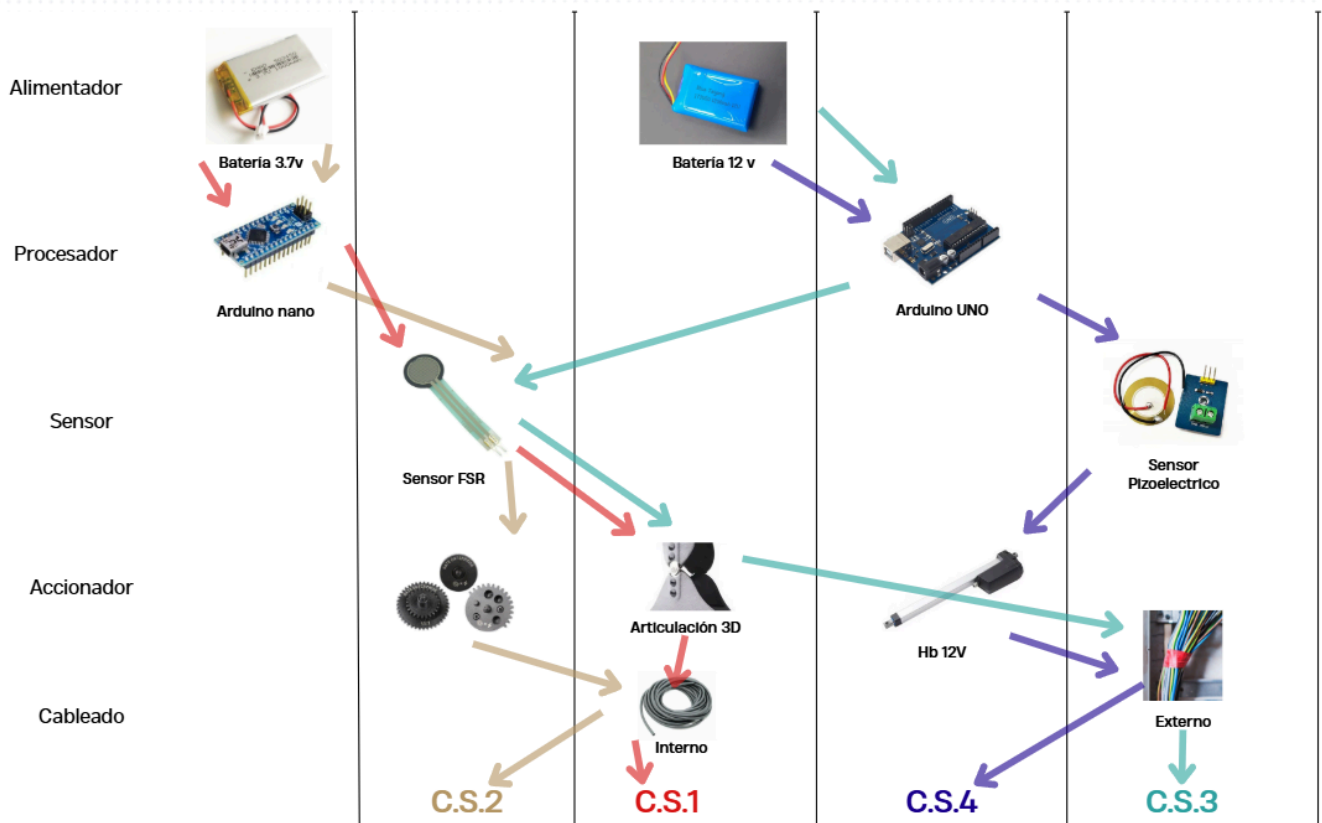 Alimentador
Batería 3.7v
Batería 12 v
Procesador
Arduino nano
Arduino UNO
Sensor
Sensor FSR
Sensor
Pizoelectrico
Accionador
Articulación 3D
Hb 12V
Cableado
Interno
Externo
C.S.2
C.S.1
C.S.4
C.S.3